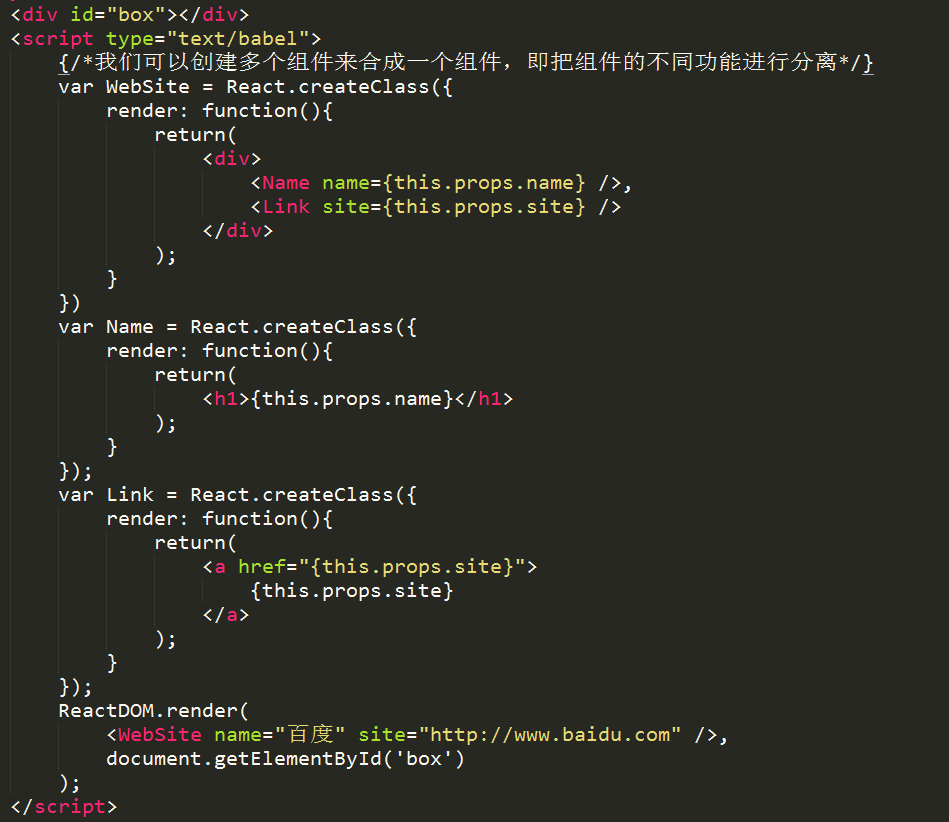 <div id="box"></div>
<script type="text/babel">
    {/*我们可以创建多个组件来合成一个组件，即把组件的不同功能进行分离*/}
    var WebSite = React.createClass({
        render: function(){
            return(
                <div>
                    <Name name={this.props.name} />,
                    <Link site={this.props.site} />
                </div>
            );
        }
    })
    var Name = React.createClass({
        render: function(){
            return(
                <h1>{this.props.name}</h1>
            );
        }
    });
    var Link = React.createClass({
        render: function(){
            return(
                <a href="{this.props.site}">
                    {this.props.site}
                </a>
            );
        }
    });
    ReactDOM.render(
        <WebSite name="百度" site="http://www.baidu.com" />,
        document.getElementById('box')
    );
</script>